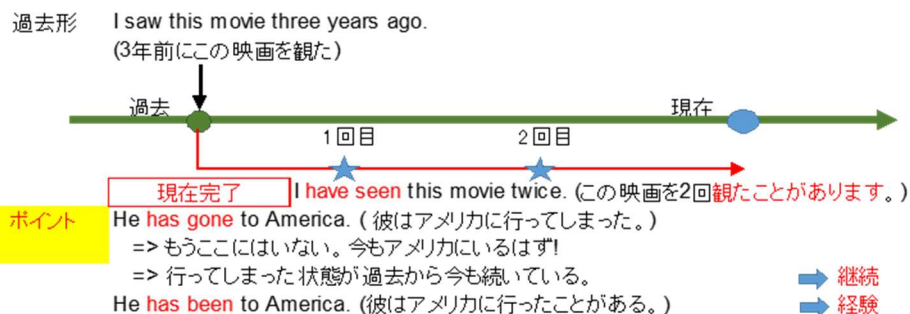 過去形 I saw this movie three years ago.
(3年前にこの映画を観た)
過去 現在
1回目 2回目
現在完了 I have seen this movie twice. (この映画を2回観たことがあります。)
ポイント He has gone to America. ( 彼はアメリカに行ってしまった。)
=> もうここにはいない。今もアメリカにいるはず!
=> 行ってしまった状態が過去から今も続いている。 継続
He has been to America. (彼はアメリカに行ったことがある。) 経験